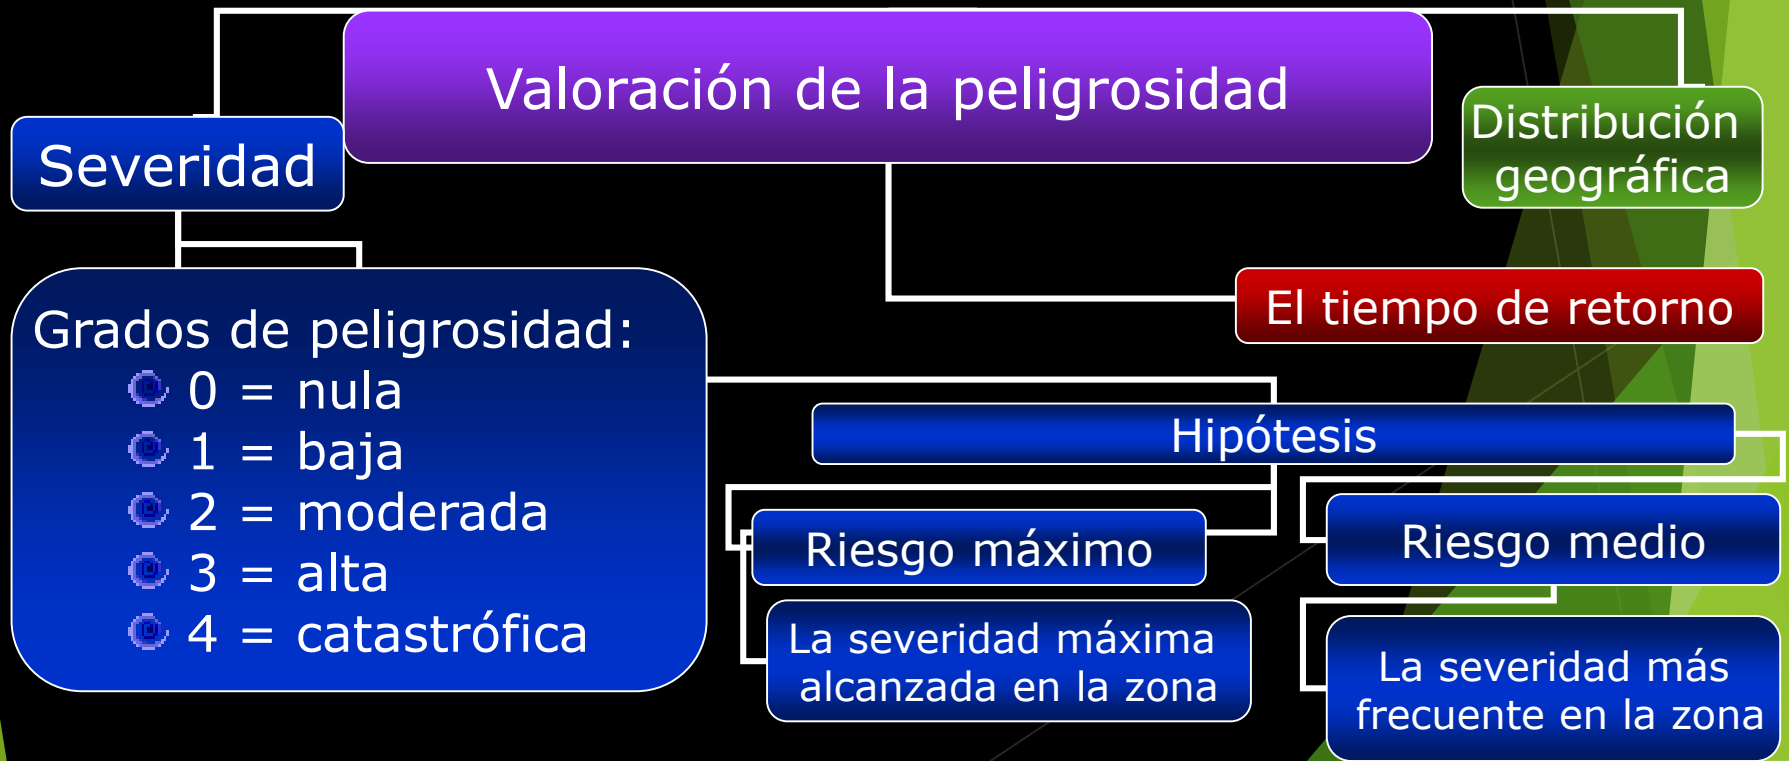 Valoración de la peligrosidad
Severidad
Distribución
geográfica
El tiempo de retorno
Grados de peligrosidad:
0 = nula
1 = baja
2 = moderada
3 = alta
4 = catastrófica
Hipótesis
Riesgo máximo
Riesgo medio
La severidad máxima
alcanzada en la zona
La severidad más
frecuente en la zona